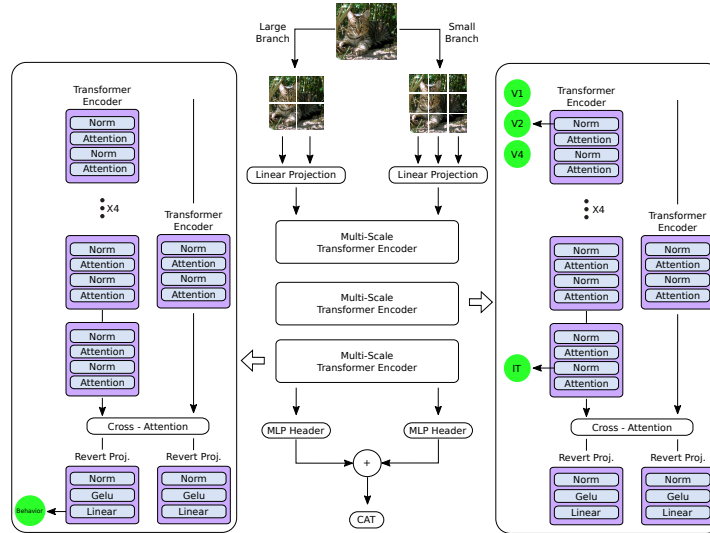 Large
Branch
Small
Branch
Transformer
Encoder
Norm
Attention
Norm
Attention
X4
Transformer
Encoder
Norm
Attention
Norm
Attention
Norm
Attention
Norm
Attention
Norm
Attention
Norm
Attention
Cross - Attention
Revert Proj.
Revert Proj.
Norm
Gelu
Linear
Norm
Gelu
Linear
Behavior
Linear Projection
Linear Projection
Multi-Scale
Transformer Encoder
Multi-Scale
Transformer Encoder
Multi-Scale
Transformer Encoder
MLP Header
MLP Header
+
CAT
V1
V2
V4
Transformer
Encoder
Norm
Attention
Norm
Attention
X4
Transformer
Encoder
Norm
Attention
Norm
Attention
Norm
Attention
Norm
Attention
IT
Norm
Attention
Norm
Attention
Cross - Attention
Revert Proj.
Revert Proj.
Norm
Gelu
Linear
Norm
Gelu
Linear